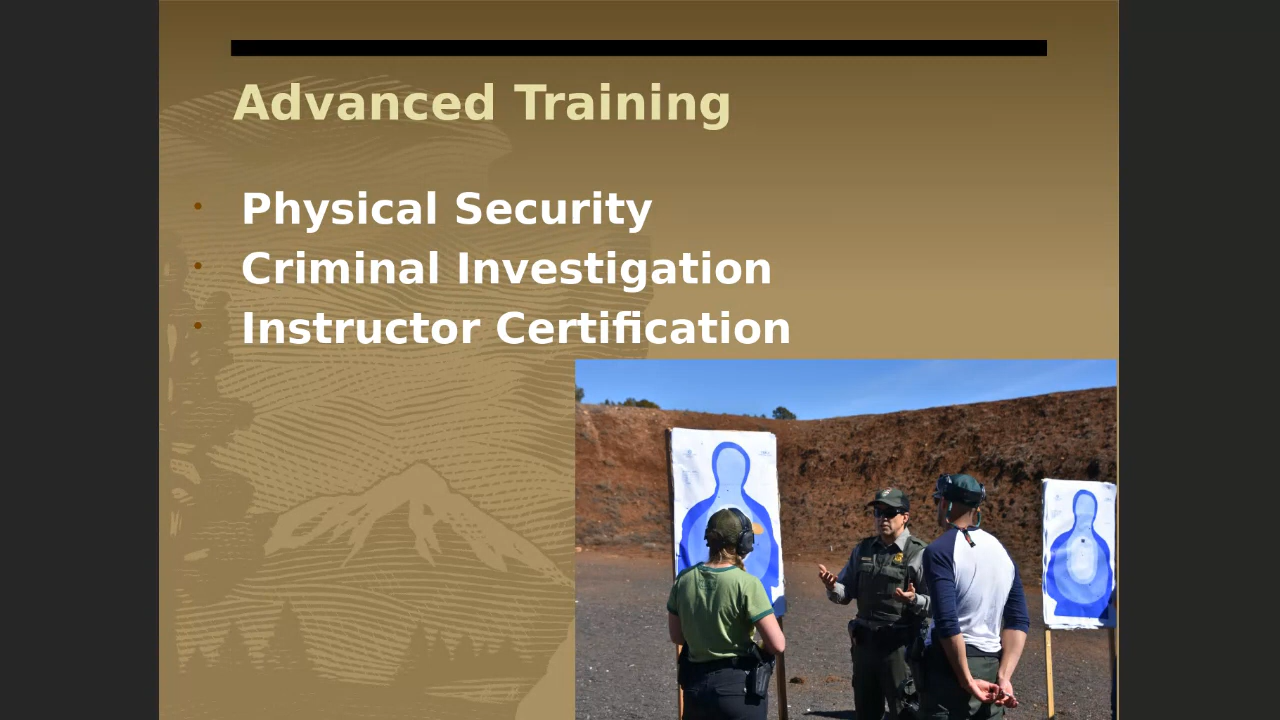 Advanced Training
• Physical Security
• Criminal Investigation
• Instructor Certification